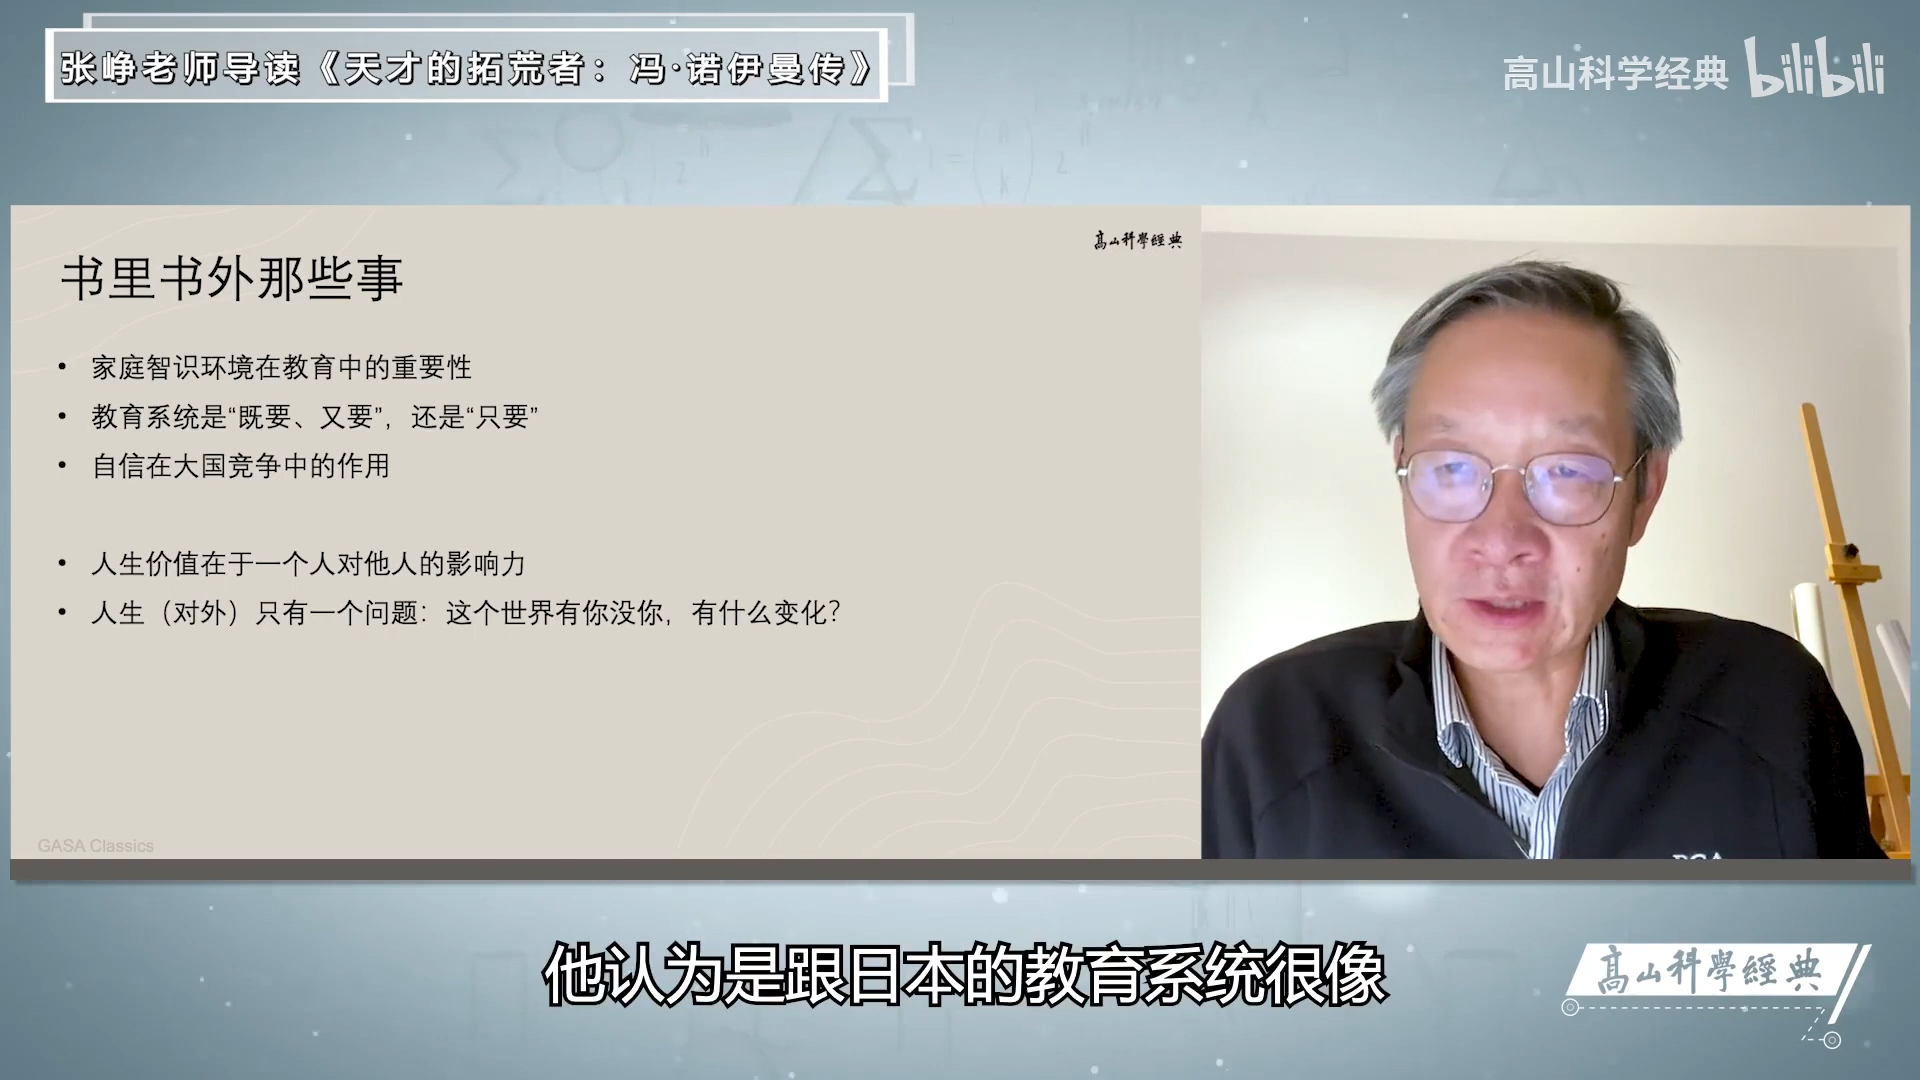 张峥老师导读《天才的拓荒者：冯·诺伊曼传》
高山科学经典 bilibili
高山科學經典
书里书外那些事
• 家庭智识环境在教育中的重要性
• 教育系统是“既要、又要”，还是“只要”
• 自信在大国竞争中的作用
• 人生价值在于一个人对他人的影响力
• 人生（对外）只有一个问题：这个世界有你没你，有什么变化？
GASA Classics
他认为是跟日本的教育系统很像
高山科學經典